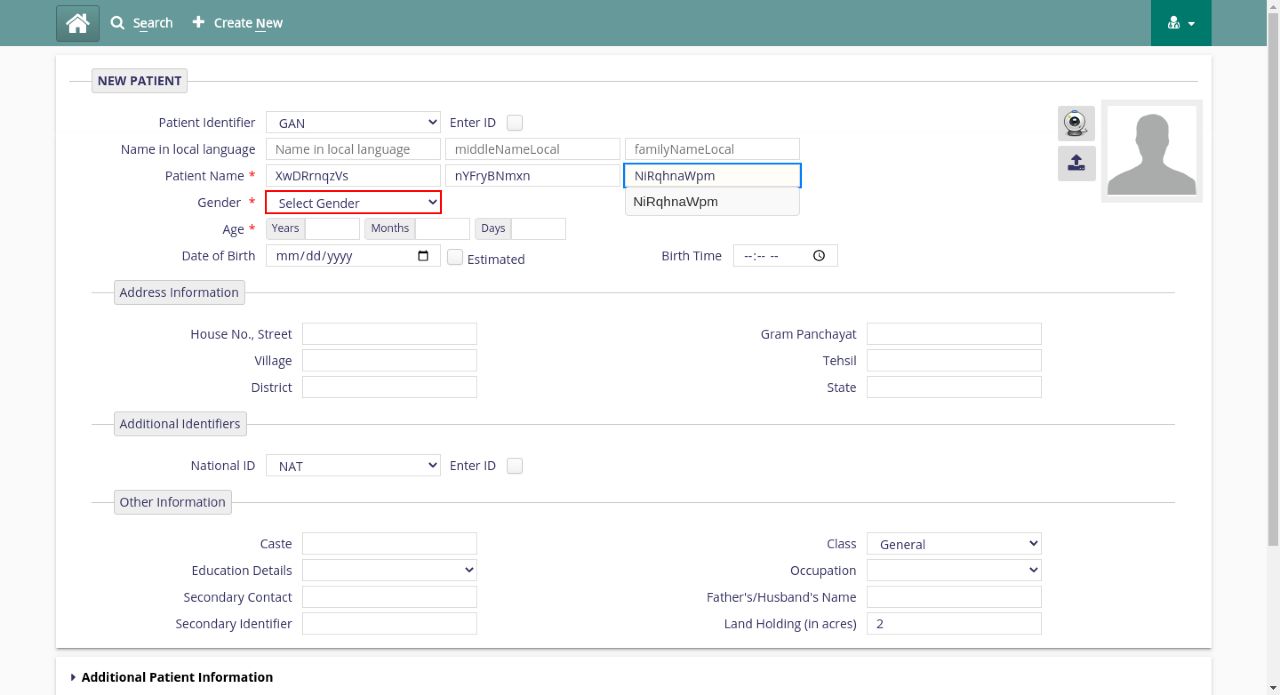 Search
Create New
NEW PATIENT
Patient Identifier GAN Enter ID
Name in local language Name in local language middleNameLocal familyNameLocal
Patient Name * XwDRrnqzVs nYFryBNmxn NiRqhnaWpm
Gender * Select Gender NiRqhnaWpm
Age * Years Months Days
Date of Birth mm/dd/yyyy Estimated Birth Time --:-- --
Address Information
House No., Street Gram Panchayat
Village Tehsil
District State
Additional Identifiers
National ID NAT Enter ID
Other Information
Caste Class General
Education Details Occupation
Secondary Contact Father's/Husband's Name
Secondary Identifier Land Holding (in acres) 2
Additional Patient Information